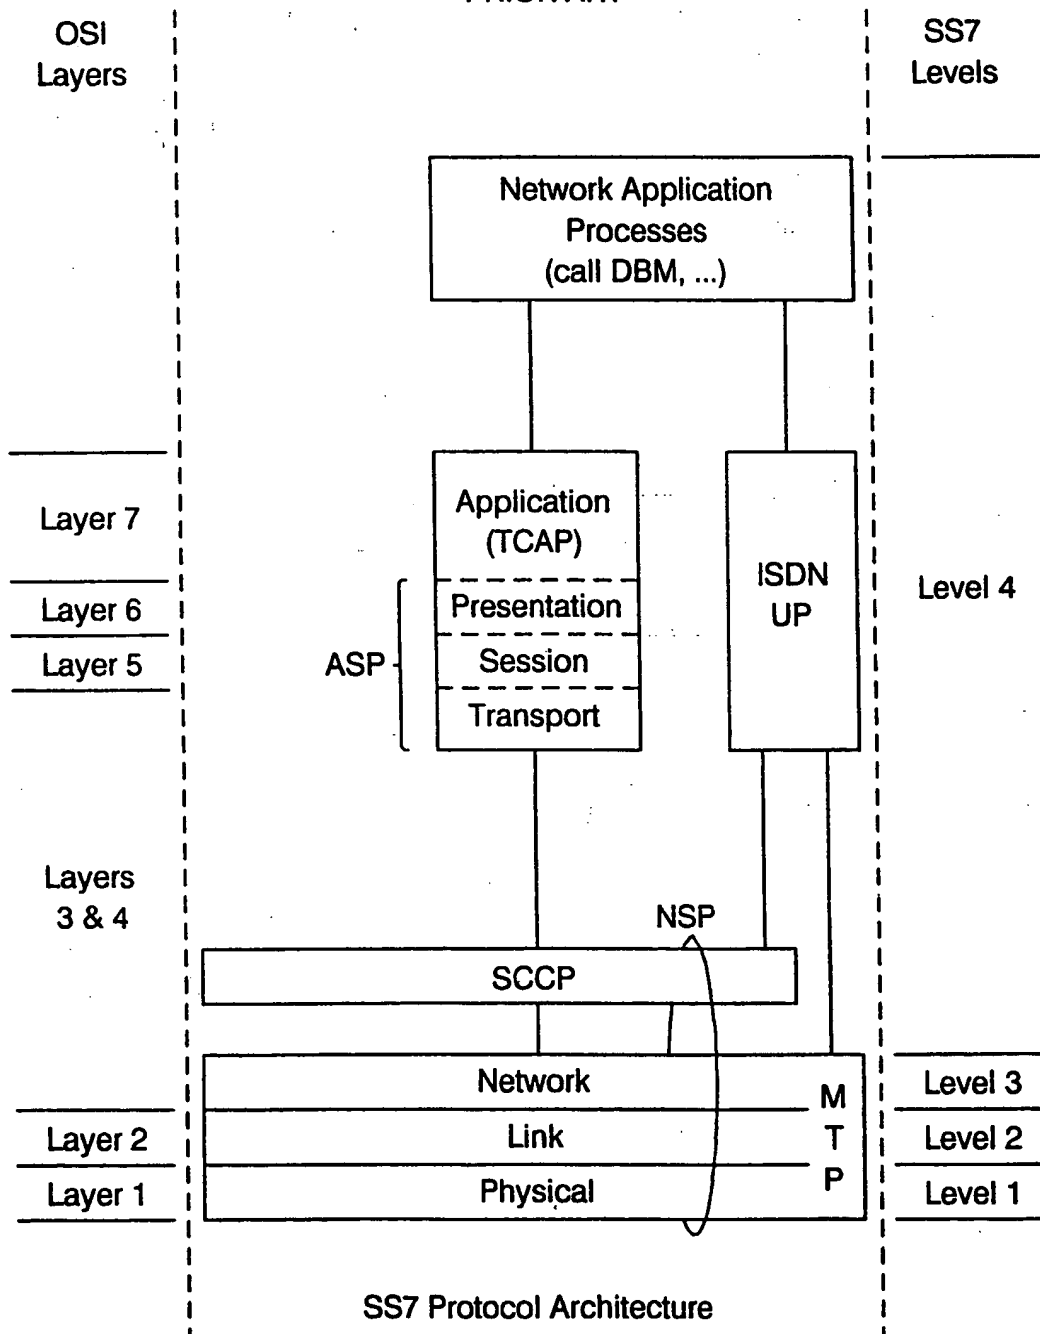 OSI
Layers
SS7
Levels
Network Application
Processes
(call DBM, ...)
Layer 7
Application
(TCAP)
ISDN
UP
Level 4
Layer 6
Presentation
ASP
Layer 5
Session
Transport
Layers
3 & 4
NSP
SCCP
Network
M
T
P
Level 3
Layer 2
Link
Level 2
Layer 1
Physical
Level 1
SS7 Protocol Architecture